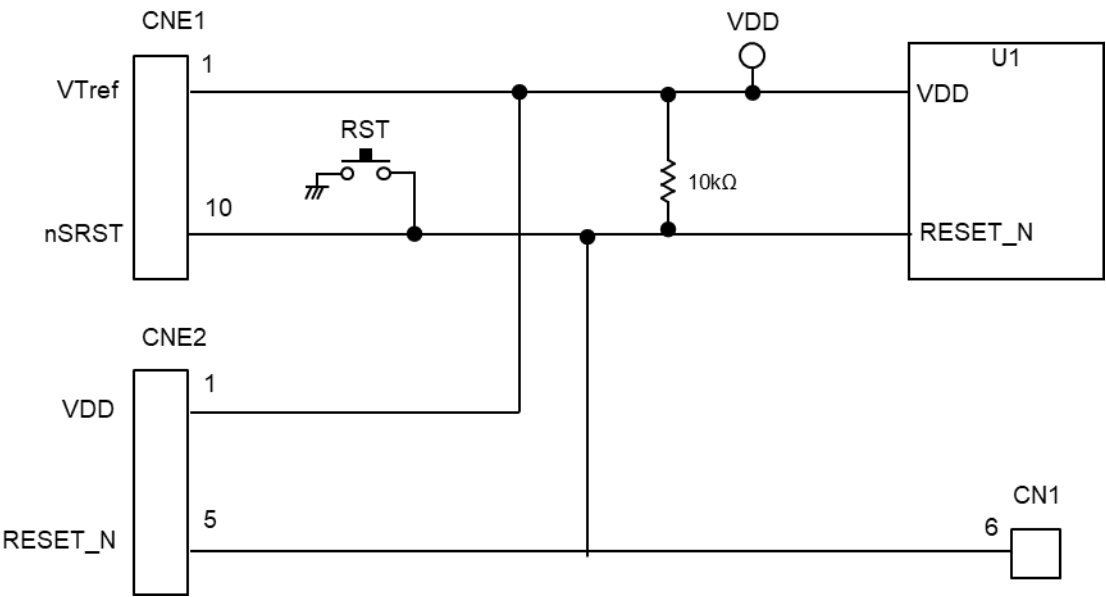 CNE1
VDD
U1
1
VTref
VDD
RST
10kΩ
10
nSRST
RESET_N
CNE2
1
VDD
CN1
5
6
RESET_N